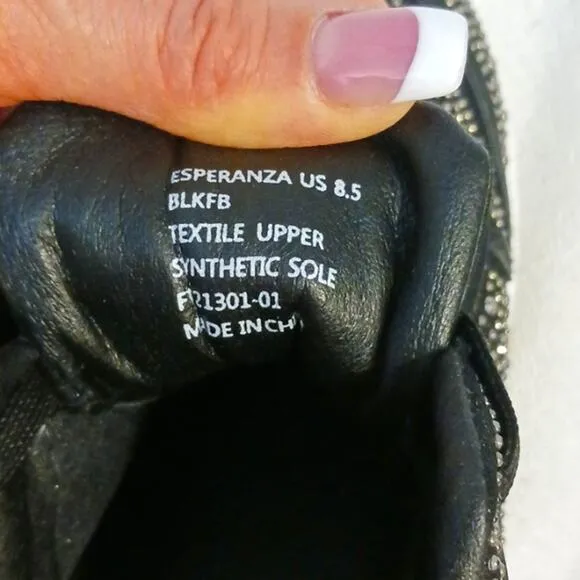 ESPERANZA US 8.5
BLKFB
TEXTILE UPPER
SYNTHETIC SOLE
MADE IN